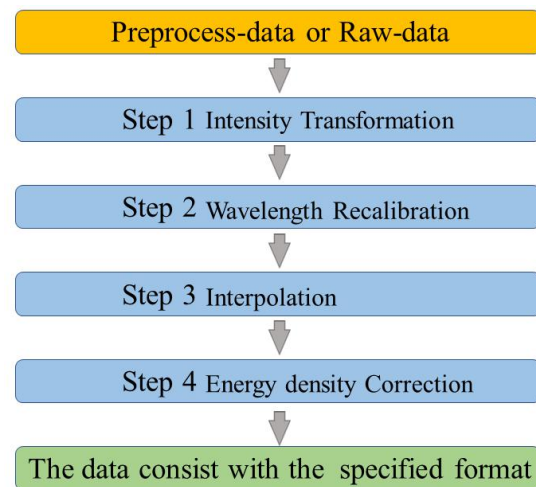 Preprocess-data or Raw-data
Step 1 Intensity Transformation
Step 2 Wavelength Recalibration
Step 3 Interpolation
Step 4 Energy density Correction
The data consist with the specified format